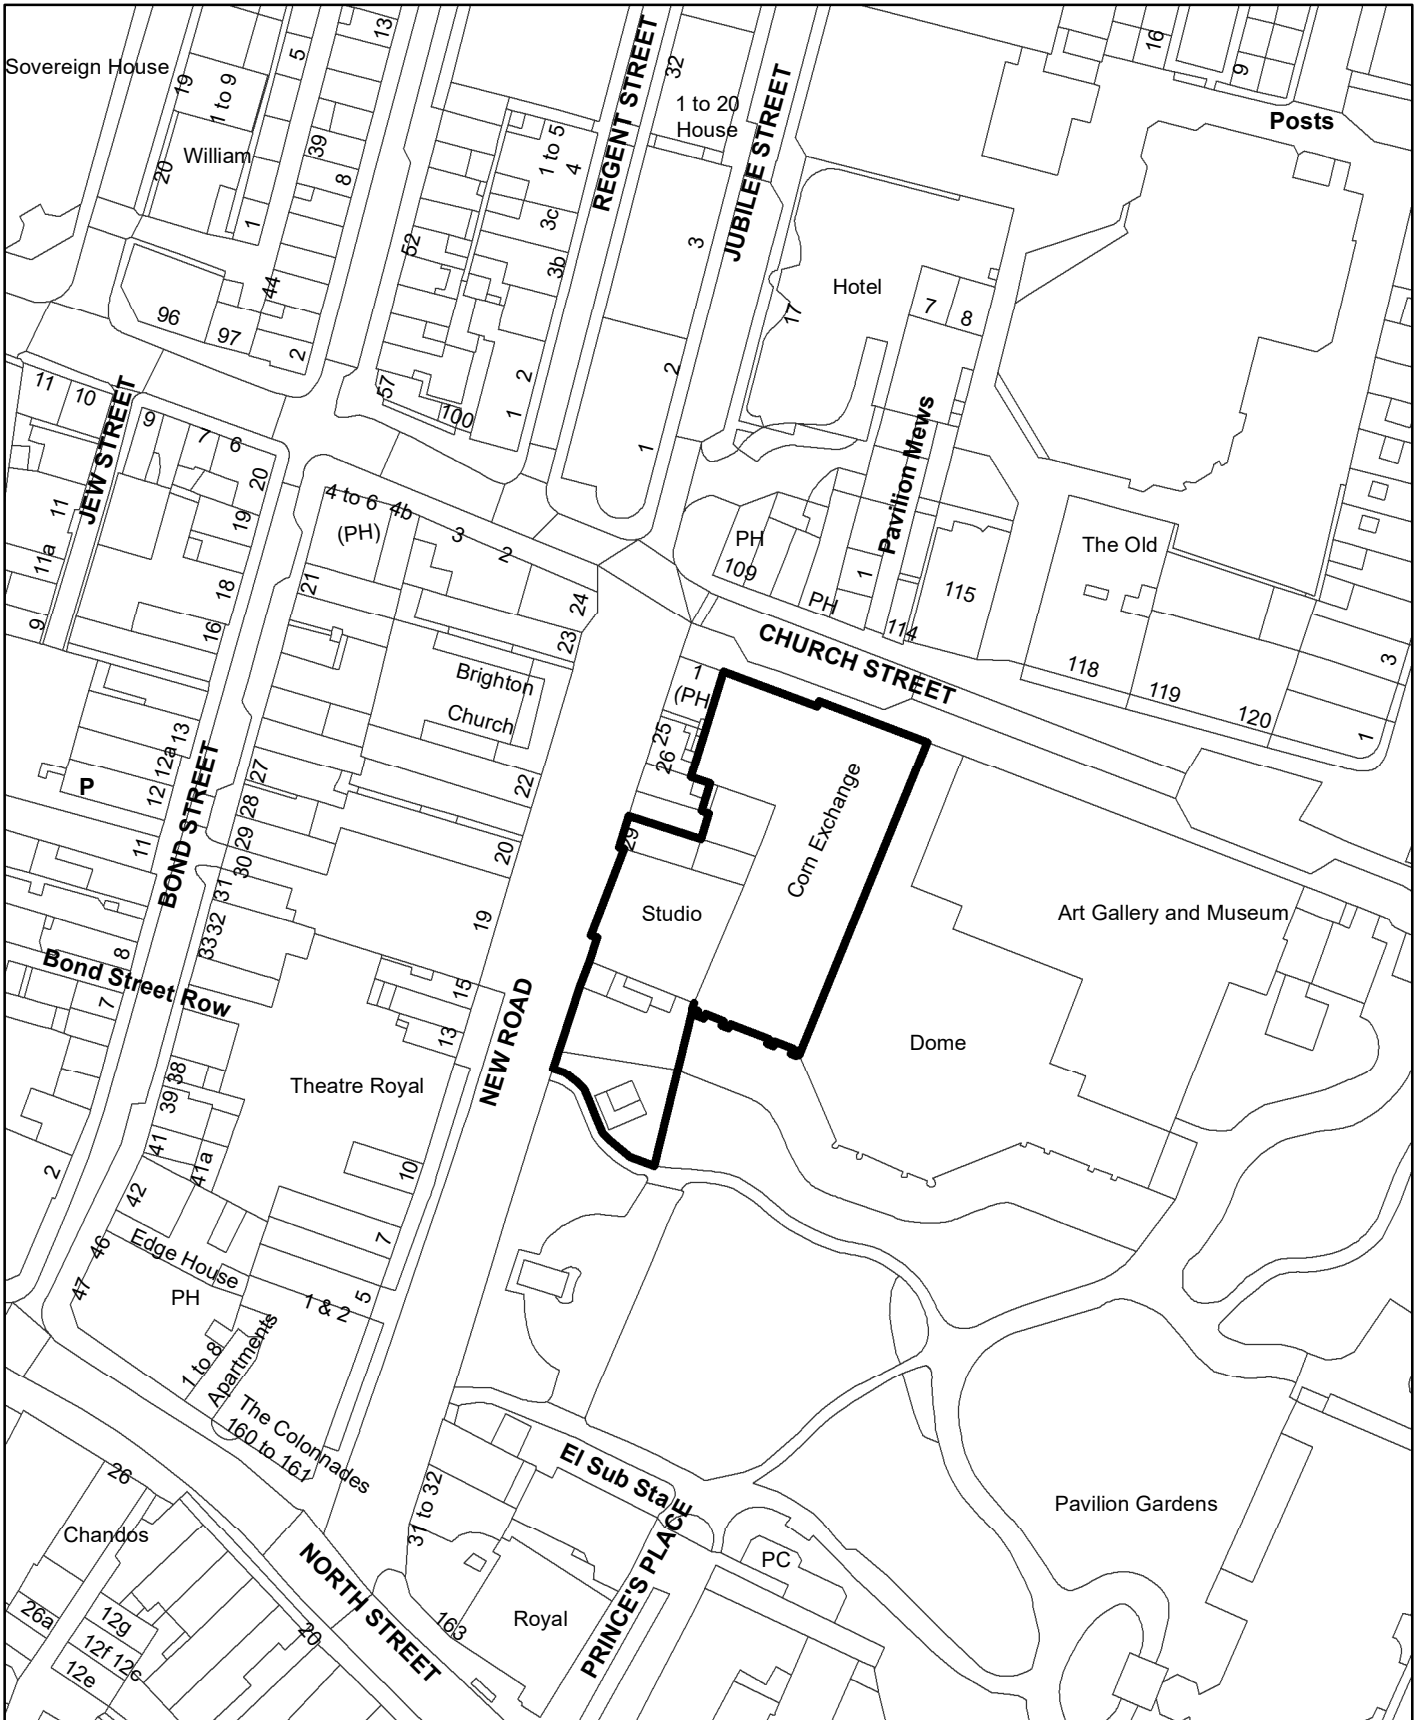 Sovereign House
19
1 to 9
5
13
William
20
1
39
8
44
96
97
2
52
57
100
1 to 5
4
3c
3b
2
1
REGENT STREET
32
1 to 20
House
JUBILEE STREET
3
2
1
17
Hotel
7
8
16
9
Posts
11
10
JEW STREET
9
7
6
20
19
18
16
11
11a
9
4 to 6
4b
(PH)
3
2
21
24
23
PH
109
PH
1
Pavilion Mews
114
115
The Old
118
119
120
3
1
CHURCH STREET
Brighton
Church
22
20
19
1
(PH
25
26
29
Corn Exchange
Studio
Art Gallery and Museum
Dome
P
13
12a
12
11
BOND STREET
27
28
29
30
31
32
33
8
7
Bond Street Row
15
13
NEW ROAD
Theatre Royal
38
39
41
41a
42
2
10
7
5
46
47
Edge House
PH
1 & 2
1 to 8
Apartments
The Colonnades
160 to 161
26
Chandos
26a
12g
12f
12c
12e
20
NORTH STREET
31 to 32
163
Royal
El Sub Sta
PRINCE'S PLACE
PC
Pavilion Gardens